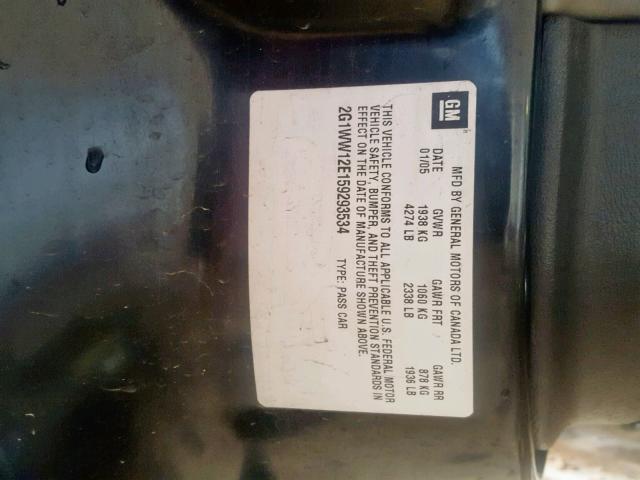 GM
MFD BY GENERAL MOTORS OF CANADA LTD.
DATE GVWR GAWR FRT GAWR RR
01/05 1938 KG 1060 KG 878 KG
4274 LB 2338 LB 1936 LB
THIS VEHICLE CONFORMS TO ALL APPLICABLE U.S. FEDERAL MOTOR
VEHICLE SAFETY, BUMPER, AND THEFT PREVENTION STANDARDS IN
EFFECT ON THE DATE OF MANUFACTURE SHOWN ABOVE.
2G1WW12E159293534 TYPE: PASS CAR